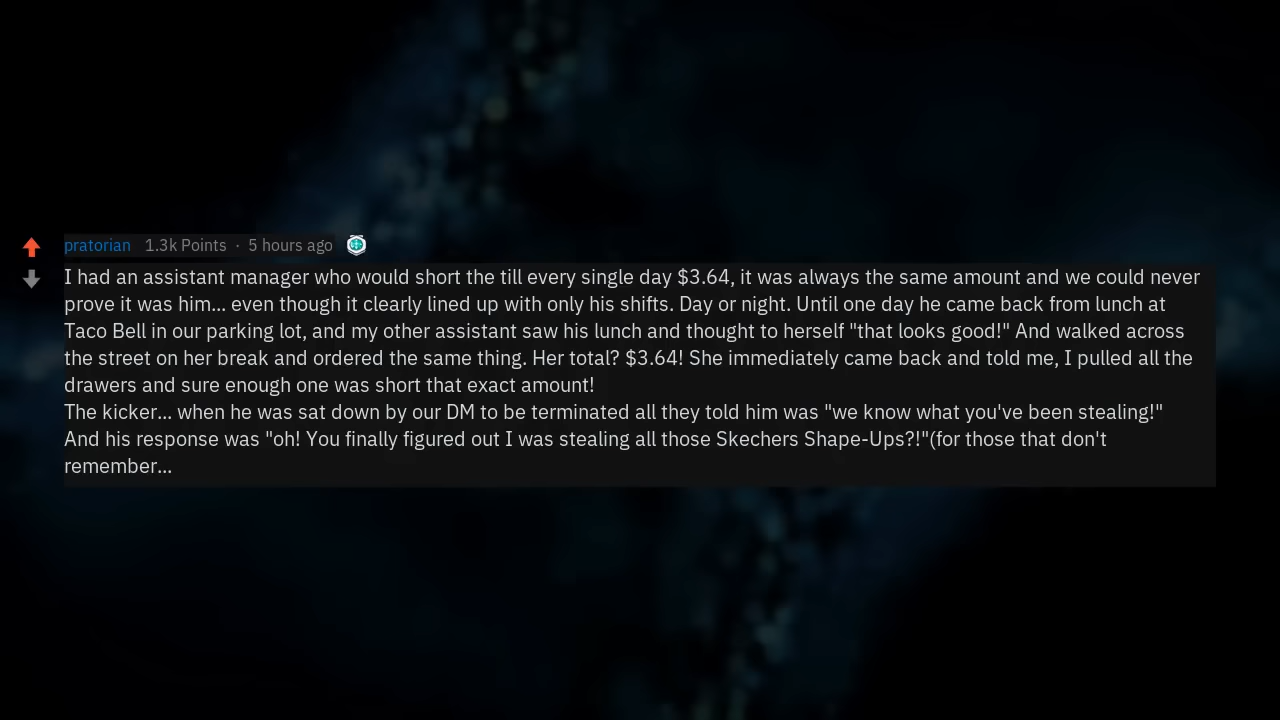 pratorian 1.3k Points · 5 hours ago
I had an assistant manager who would short the till every single day $3.64, it was always the same amount and we could never
prove it was him... even though it clearly lined up with only his shifts. Day or night. Until one day he came back from lunch at
Taco Bell in our parking lot, and my other assistant saw his lunch and thought to herself "that looks good!" And walked across
the street on her break and ordered the same thing. Her total? $3.64! She immediately came back and told me, I pulled all the
drawers and sure enough one was short that exact amount!
The kicker... when he was sat down by our DM to be terminated all they told him was "we know what you've been stealing!"
And his response was "oh! You finally figured out I was stealing all those Skechers Shape-Ups?!"(for those that don't
remember...